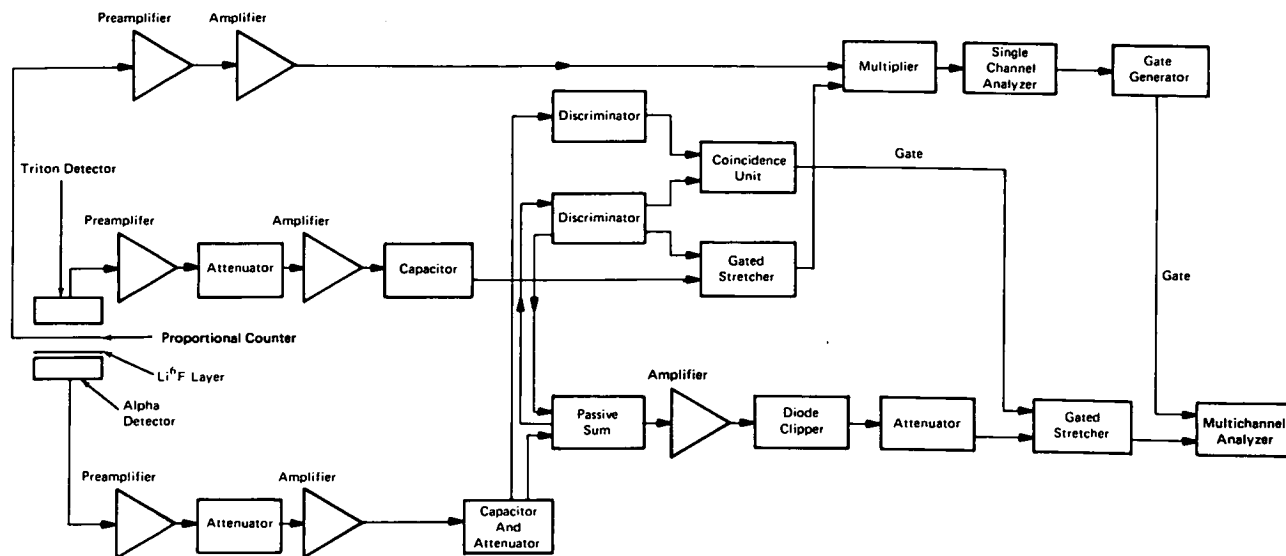 Preamplifier
Amplifier
Multiplier
Single
Channel
Analyzer
Gate
Generator
Discriminator
Triton Detector
Coincidence
Unit
Gate
Preamplifer
Amplifier
Discriminator
Attenuator
Capacitor
Gated
Stretcher
Gate
Proportional Counter
Li⁶F Layer
Alpha
Detector
Amplifier
Passive
Sum
Diode
Clipper
Attenuator
Gated
Stretcher
Multichannel
Analyzer
Preamplifier
Amplifier
Attenuator
Capacitor
And
Attenuator